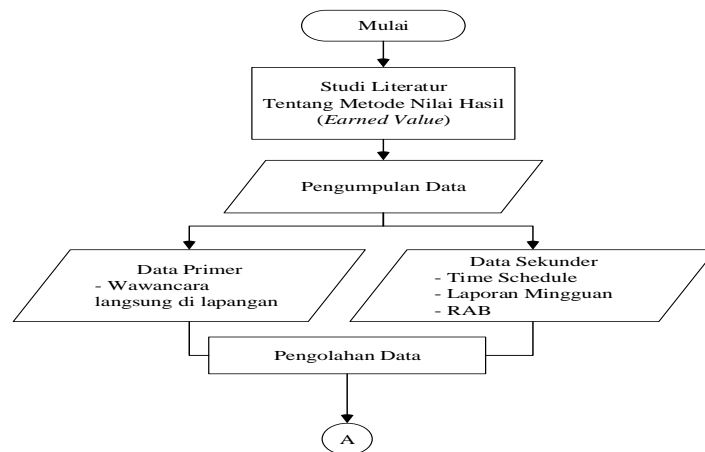 Mulai
Studi Literatur
Tentang Metode Nilai Hasil
(Earned Value)
Pengumpulan Data
Data Primer
- Wawancara
langsung di lapangan
Data Sekunder
- Time Schedule
- Laporan Mingguan
- RAB
Pengolahan Data
A